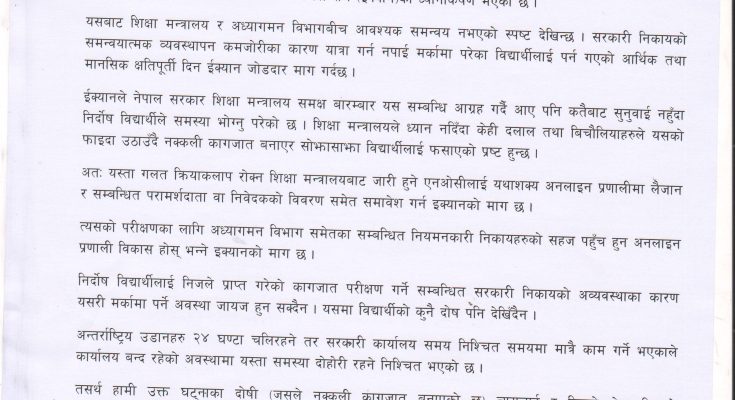 यसबाट शिक्षा मन्त्रालय र अध्यागमन विभागबीच आवश्यक समन्वय नभएको स्पष्ट देखिन्छ । सरकारी निकायको
समन्वयात्मक व्यवस्थापन कमजोरीका कारण यात्रा गर्न नपाई मर्कामा परेका विद्यार्थीलाई पर्न गएको आर्थिक तथा
मानसिक क्षतिपूर्ती दिन ईक्यान जोडदार माग गर्दछ ।
ईक्यानले नेपाल सरकार शिक्षा मन्त्रालय समक्ष बारम्बार यस सम्बन्धि आग्रह गर्दै आए पनि कतैबाट सुनुवाई नहुँदा
निर्दोष विद्यार्थीले समस्या भोग्नु परेको छ । शिक्षा मन्त्रालयले ध्यान नदिँदा केही दलाल तथा बिचौलियाहरुले यसको
फाइदा उठाउँदै नक्कली कागजात बनाएर सोझासाझा विद्यार्थीलाई फसाएको प्रष्ट हुन्छ ।
अतः यस्ता गलत क्रियाकलाप रोक्न शिक्षा मन्त्रालयबाट जारी हुने एनओसीलाई यथाशक्य अनलाइन प्रणालीमा लैजान
र सम्बन्धित परामर्शदाता वा निवेदकको विवरण समेत समावेश गर्न इक्यानको माग छ ।
त्यसको परीक्षणका लागि अध्यागमन विभाग समेतका सम्बन्धित नियमनकारी निकायहरुको सहज पहुँच हुन अनलाइन
प्रणाली विकास होस् भन्ने इक्यानको माग छ ।
निर्दोष विद्यार्थीलाई निजले प्राप्त गरेको कागजात परीक्षण गर्ने सम्बन्धित सरकारी निकायको अव्यवस्थाका कारण
यसरी मर्कामा पर्ने अवस्था जायज हुन सक्दैन । यसमा विद्यार्थीको कुनै दोष पनि देखिँदैन ।
अन्तर्राष्ट्रिय उडानहरु २४ घण्टा चलिरहने तर सरकारी कार्यालय समय निश्चित समयमा मात्रै काम गर्ने भएकाले
कार्यालय बन्द रहेको अवस्थामा यस्ता समस्या दोहोरी रहने निश्चित भएको छ ।
तसर्थ हामी उक्त घट्नाका दोषी (जसले नक्कली कागजात बनाएको छ)